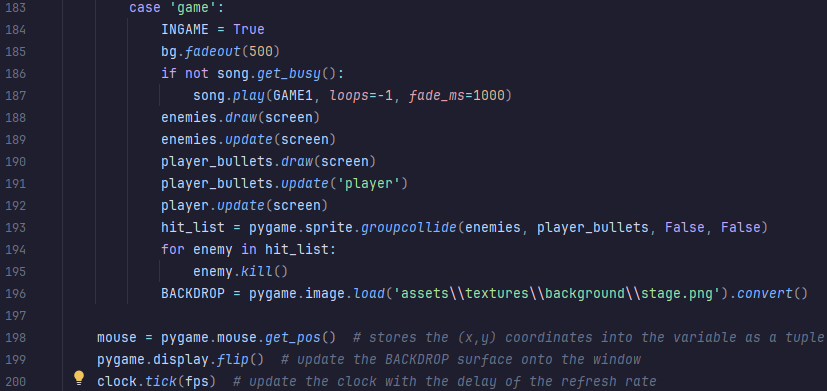 183 case 'game':
184 INGAME = True
185 bg.fadeout(500)
186 if not song.get_busy():
187 song.play(GAME1, loops=-1, fade_ms=1000)
188 enemies.draw(screen)
189 enemies.update(screen)
190 player_bullets.draw(screen)
191 player_bullets.update('player')
192 player.update(screen)
193 hit_list = pygame.sprite.groupcollide(enemies, player_bullets, False, False)
194 for enemy in hit_list:
195 enemy.kill()
196 BACKDROP = pygame.image.load('assets\\textures\\background\\stage.png').convert()
197
198 mouse = pygame.mouse.get_pos()  # stores the (x,y) coordinates into the variable as a tuple
199 pygame.display.flip()  # update the BACKDROP surface onto the window
200 clock.tick(fps)  # update the clock with the delay of the refresh rate